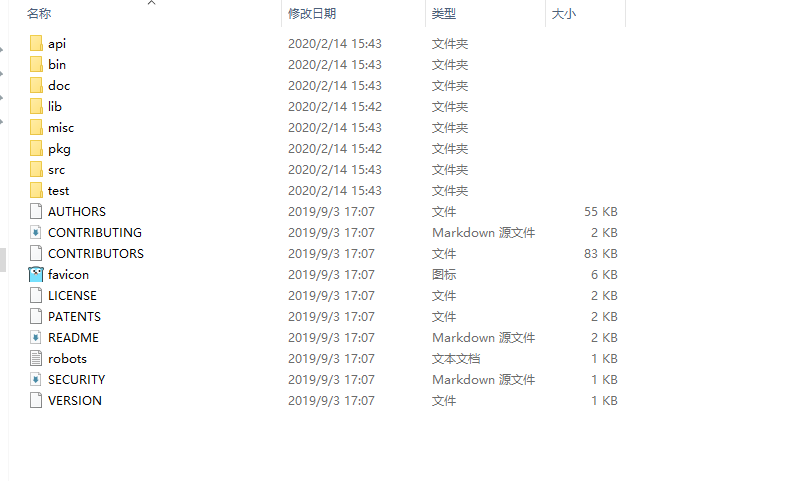 名称 修改日期 类型 大小
api 2020/2/14 15:43 文件夹
bin 2020/2/14 15:43 文件夹
doc 2020/2/14 15:43 文件夹
lib 2020/2/14 15:42 文件夹
misc 2020/2/14 15:43 文件夹
pkg 2020/2/14 15:42 文件夹
src 2020/2/14 15:43 文件夹
test 2020/2/14 15:43 文件夹
AUTHORS 2019/9/3 17:07 文件 55 KB
CONTRIBUTING 2019/9/3 17:07 Markdown 源文件 2 KB
CONTRIBUTORS 2019/9/3 17:07 文件 83 KB
favicon 2019/9/3 17:07 图标 6 KB
LICENSE 2019/9/3 17:07 文件 2 KB
PATENTS 2019/9/3 17:07 文件 2 KB
README 2019/9/3 17:07 Markdown 源文件 2 KB
robots 2019/9/3 17:07 文本文档 1 KB
SECURITY 2019/9/3 17:07 Markdown 源文件 1 KB
VERSION 2019/9/3 17:07 文件 1 KB